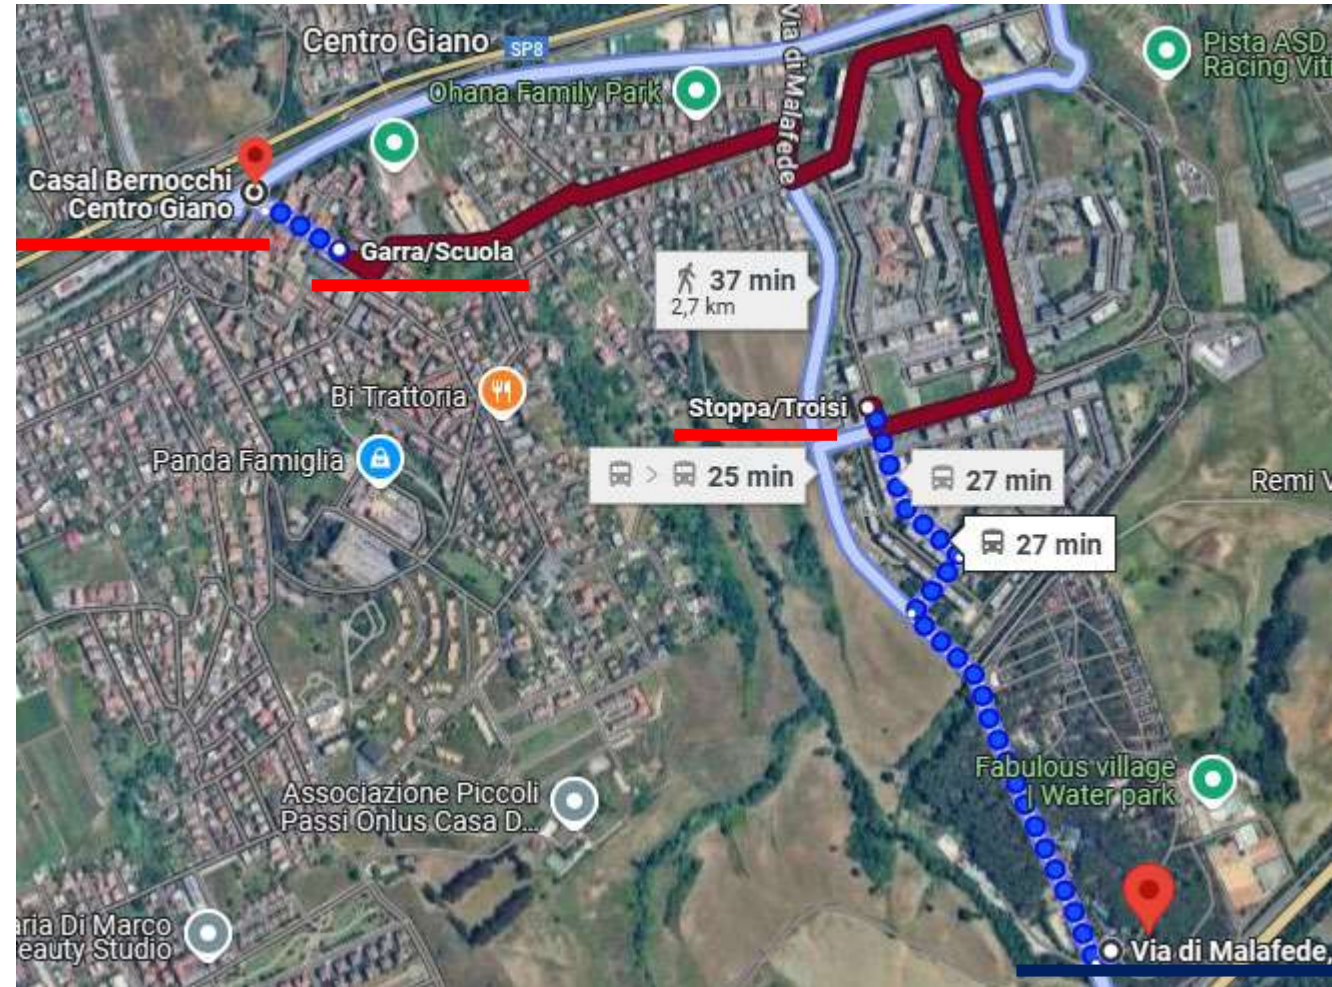 Centro Giano
SP8
Via di Malafede
Pista ASD
Racing Viti
Ohana Family Park
Casal Bernocchi
Centro Giano
Garra/Scuola
37 min
2,7 km
Bi Trattoria
Stoppa/Troisi
Panda Famiglia
> 25 min
27 min
Remi V
27 min
Fabulous village
| Water park
Associazione Piccoli
Passi Onlus Casa D...
aria Di Marco
eauty Studio
Via di Malafede,